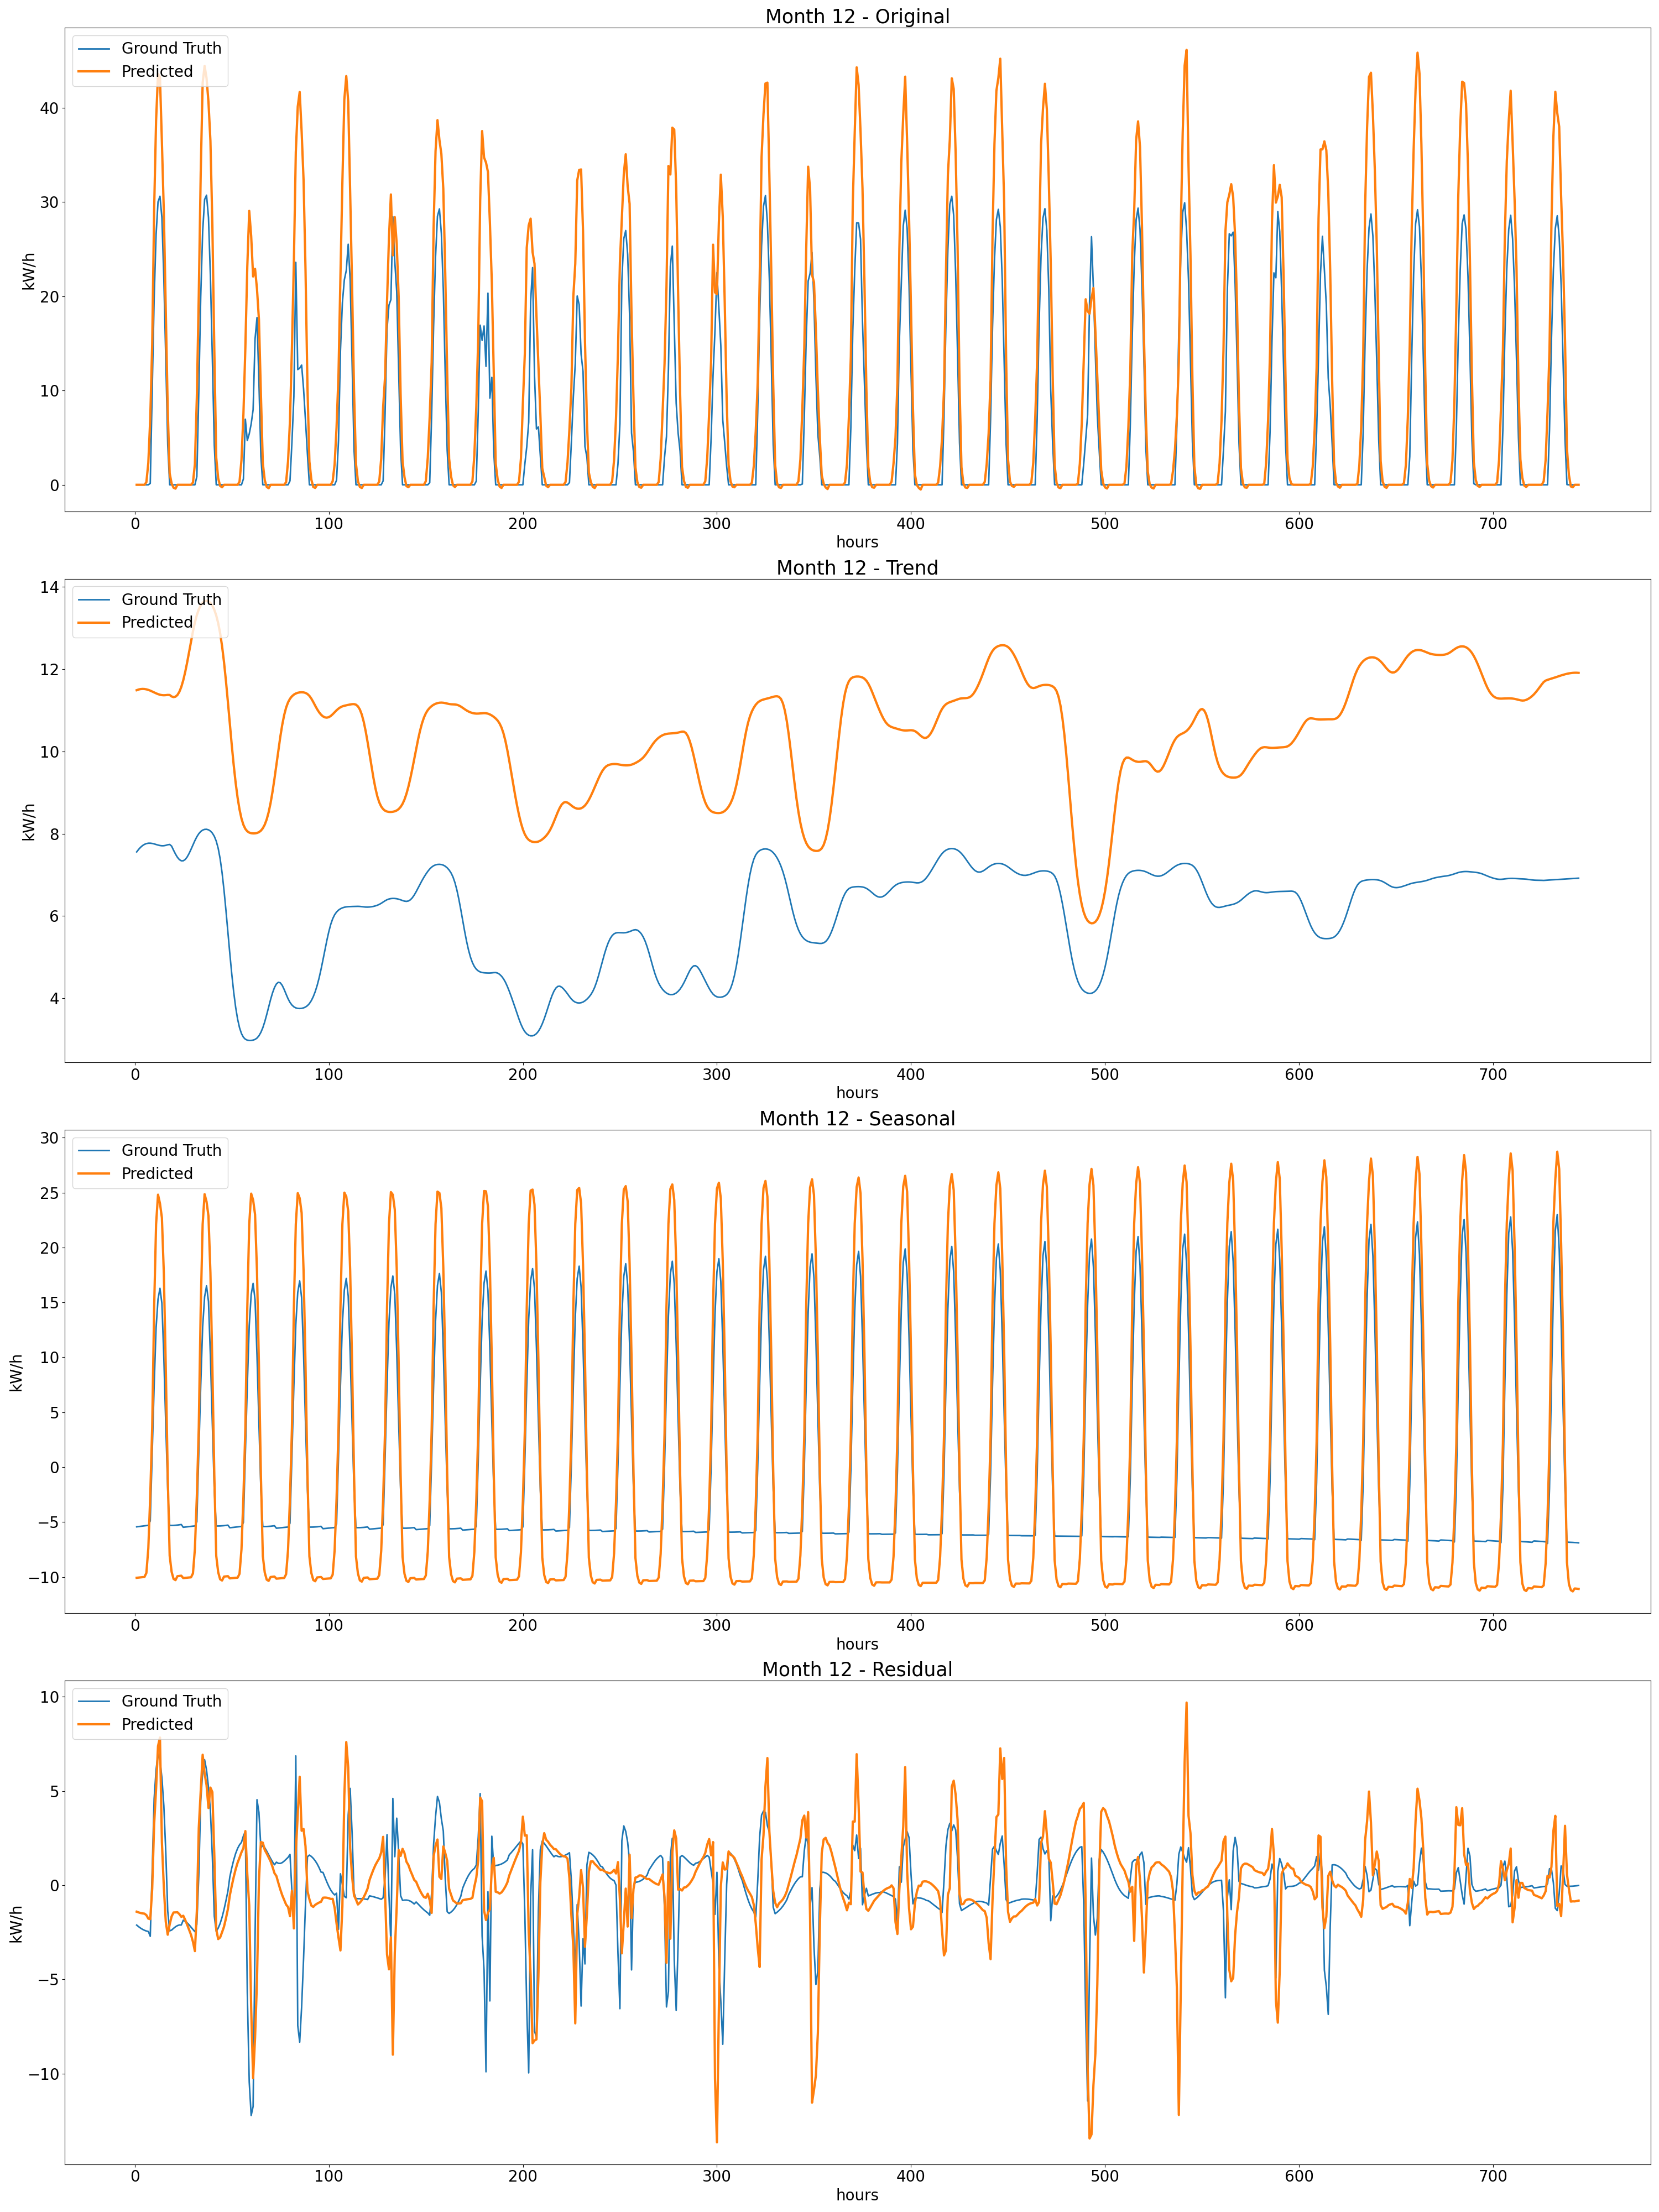 Month 12 - Original
Ground Truth
Predicted
40
30
20
10
0
kW/h
0 100 200 300 400 500 600 700
hours
Month 12 - Trend
Ground Truth
Predicted
14
12
10
8
6
4
kW/h
0 100 200 300 400 500 600 700
hours
Month 12 - Seasonal
Ground Truth
Predicted
30
25
20
15
10
5
0
−5
−10
kW/h
0 100 200 300 400 500 600 700
hours
Month 12 - Residual
Ground Truth
Predicted
10
5
0
−5
−10
kW/h
0 100 200 300 400 500 600 700
hours